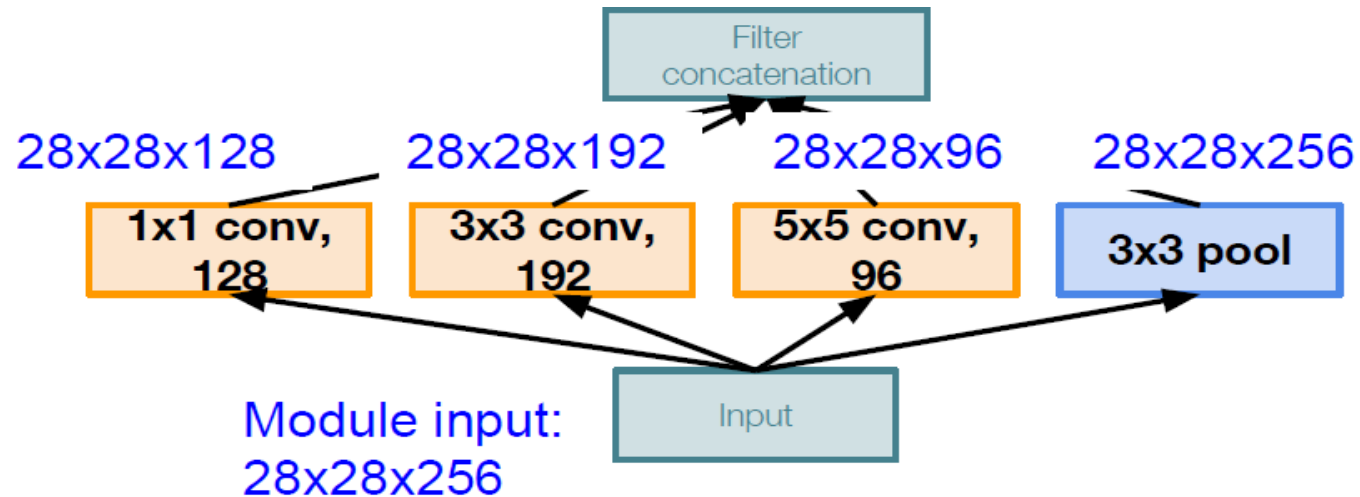 Filter
concatenation
28x28x128
28x28x192
28x28x96
28x28x256
1x1 conv,
128
3x3 conv,
192
5x5 conv,
96
3x3 pool
Input
Module input:
28x28x256